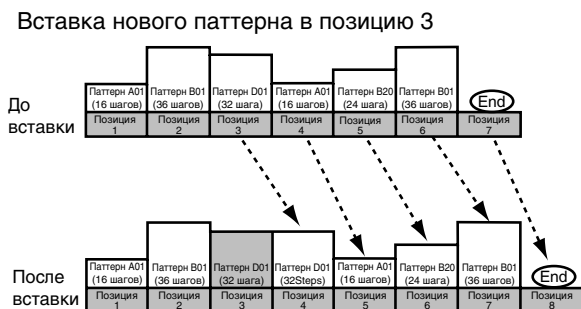 Вставка нового паттерна в позицию 3
До
вставки
Паттерн A01
(16 шагов)
Паттерн B01
(36 шагов)
Паттерн D01
(32 шага)
Паттерн A01
(16 шагов)
Паттерн B20
(24 шага)
Паттерн B01
(36 шагов)
End
Позиция
1
Позиция
2
Позиция
3
Позиция
4
Позиция
5
Позиция
6
Позиция
7
После
вставки
Паттерн A01
(16 шагов)
Паттерн B01
(36 шагов)
Паттерн D01
(32 шага)
Паттерн D01
(32Steps)
Паттерн A01
(16 шагов)
Паттерн B20
(24 шага)
Паттерн B01
(36 шагов)
End
Позиция
1
Позиция
2
Позиция
3
Позиция
4
Позиция
5
Позиция
6
Позиция
7
Позиция
8